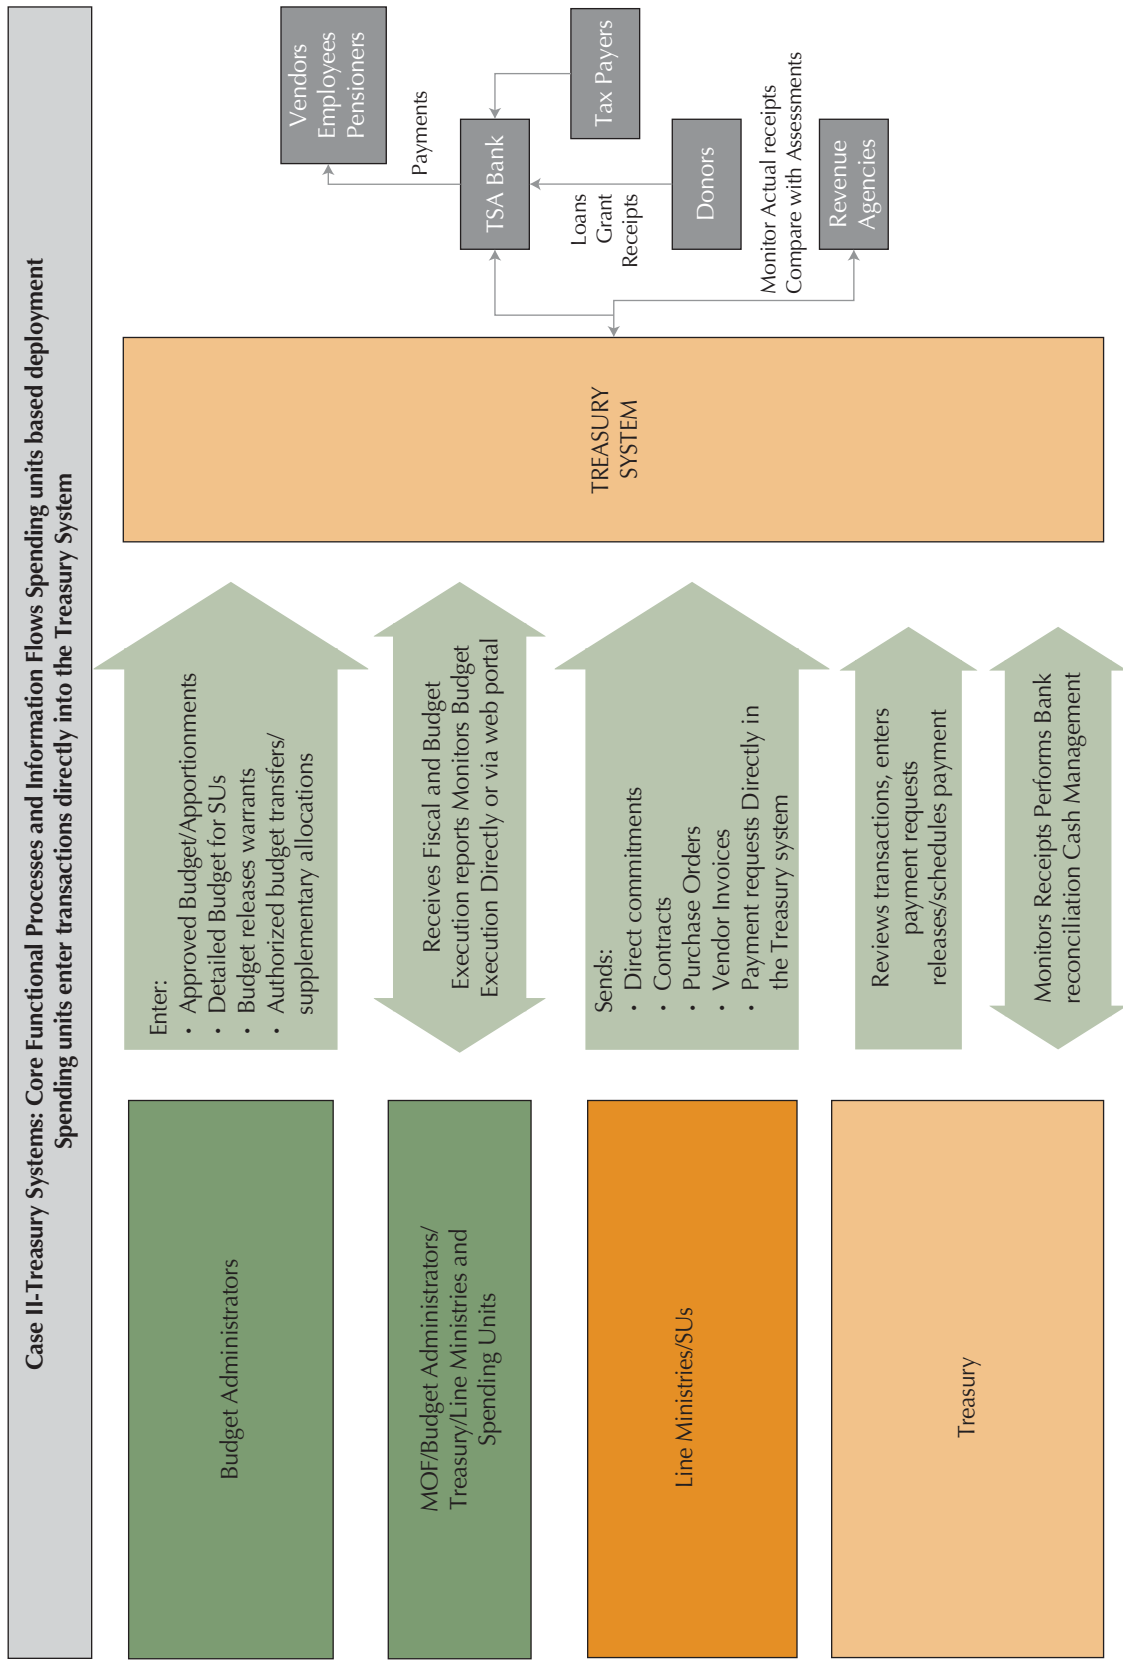 Case II-Treasury Systems: Core Functional Processes and Information Flows Spending units based deployment
Spending units enter transactions directly into the Treasury System
Budget Administrators
Enter:
• Approved Budget/Apportionments
• Detailed Budget for SUs
• Budget releases warrants
• Authorized budget transfers/
supplementary allocations
MOF/Budget Administrators/
Treasury/Line Ministries and
Spending Units
Receives Fiscal and Budget
Execution reports Monitors Budget
Execution Directly or via web portal
Line Ministries/SUs
Sends:
• Direct commitments
• Contracts
• Purchase Orders
• Vendor Invoices
• Payment requests Directly in
the Treasury system
Treasury
Reviews transactions, enters
payment requests
releases/schedules payment
Monitors Receipts Performs Bank
reconciliation Cash Management
TREASURY
SYSTEM
Vendors
Employees
Pensioners
Payments
TSA Bank
Tax Payers
Loans
Grant
Receipts
Donors
Monitor Actual receipts
Compare with Assessments
Revenue
Agencies